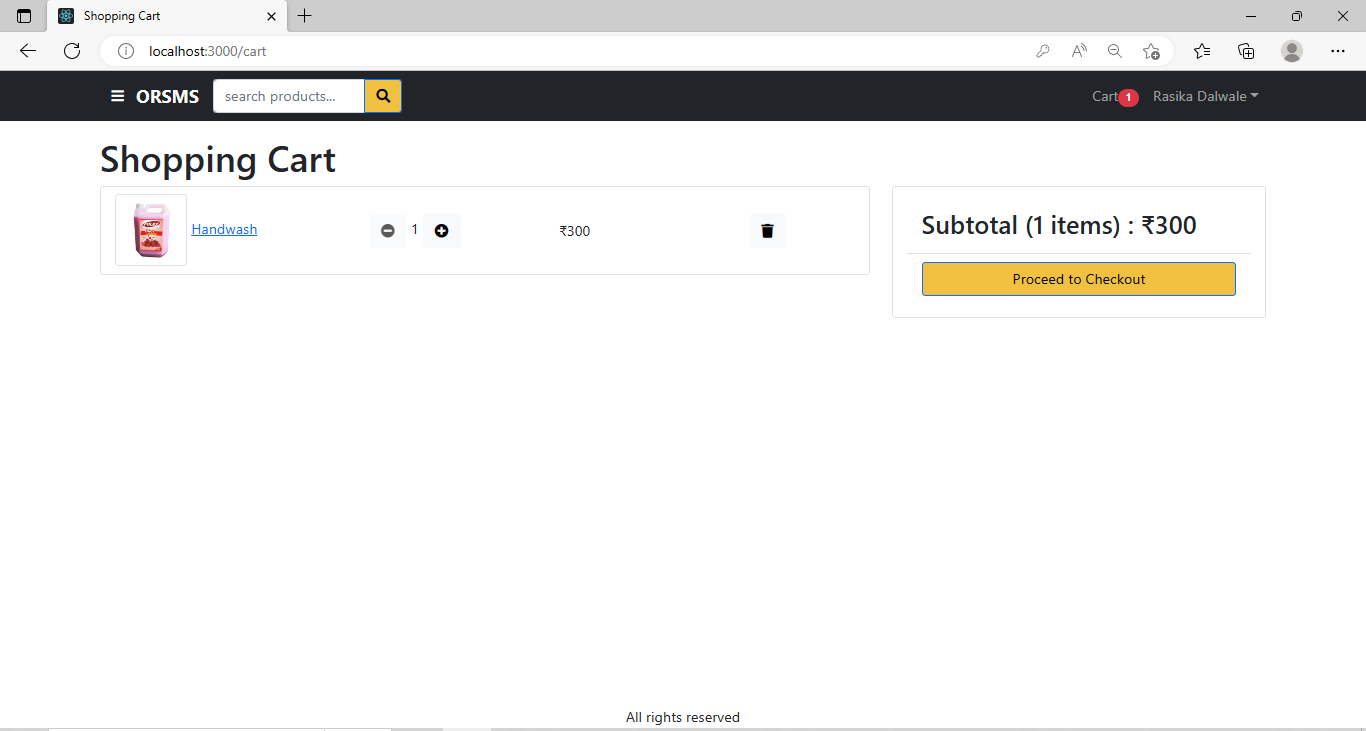 Shopping Cart
localhost:3000/cart
ORSMS
search products...
Cart 1
Rasika Dalwale
Shopping Cart
Handwash
1
₹300
Subtotal (1 items) : ₹300
Proceed to Checkout
All rights reserved